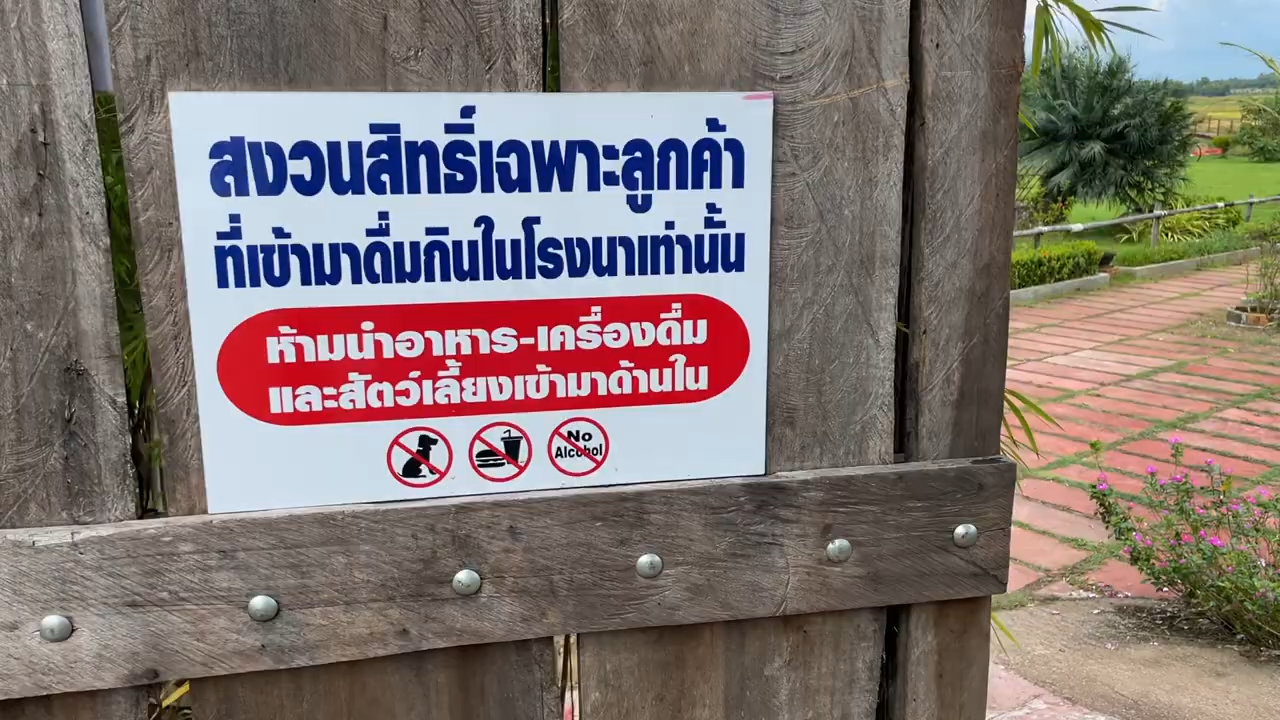 สงวนสิทธิ์เฉพาะลูกค้า
ที่เข้ามาดื่มกินในโรงนาเท่านั้น
ห้ามนำอาหาร-เครื่องดื่ม
และสัตว์เลี้ยงเข้ามาด้านใน
No
Alcohol